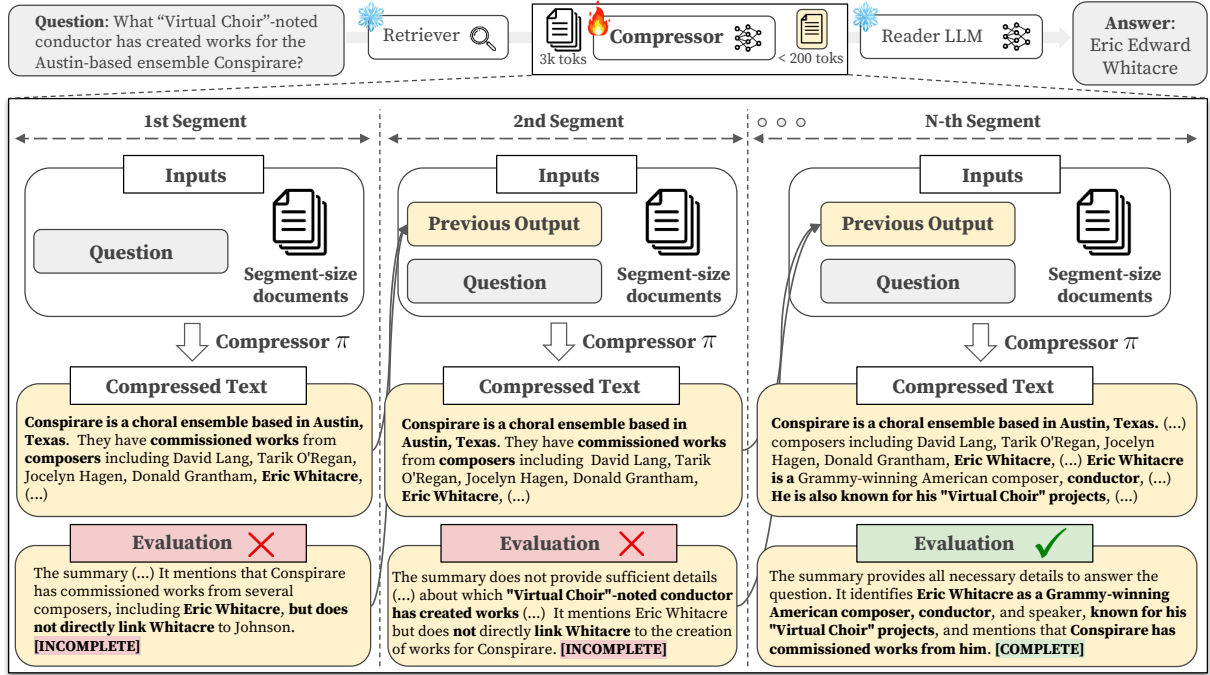 Question: What “Virtual Choir”-noted
conductor has created works for the
Austin-based ensemble Conspirare?
Retriever
3k toks
Compressor
< 200 toks
Reader LLM
Answer:
Eric Edward
Whitacre
1st Segment
2nd Segment
N-th Segment
Inputs
Question
Segment-size
documents
Compressor π
Compressed Text
Conspirare is a choral ensemble based in Austin,
Texas. They have commissioned works from
composers including David Lang, Tarik O'Regan,
Jocelyn Hagen, Donald Grantham, Eric Whitacre,
(...)
Evaluation
The summary (...) It mentions that Conspirare
has commissioned works from several
composers, including Eric Whitacre, but does
not directly link Whitacre to Johnson.
[INCOMPLETE]
Inputs
Previous Output
Question
Segment-size
documents
Compressor π
Compressed Text
Conspirare is a choral ensemble based in
Austin, Texas. They have commissioned works
from composers including David Lang, Tarik
O'Regan, Jocelyn Hagen, Donald Grantham,
Eric Whitacre, (...)
Evaluation
The summary does not provide sufficient details
(...) about which "Virtual Choir"-noted conductor
has created works (...) It mentions Eric Whitacre
but does not directly link Whitacre to the creation
of works for Conspirare. [INCOMPLETE]
Inputs
Previous Output
Question
Segment-size
documents
Compressor π
Compressed Text
Conspirare is a choral ensemble based in Austin, Texas. (...)
composers including David Lang, Tarik O'Regan, Jocelyn
Hagen, Donald Grantham, Eric Whitacre, (...) Eric Whitacre
is a Grammy-winning American composer, conductor, (...)
He is also known for his "Virtual Choir" projects, (...)
Evaluation
The summary provides all necessary details to answer the
question. It identifies Eric Whitacre as a Grammy-winning
American composer, conductor, and speaker, known for his
"Virtual Choir" projects, and mentions that Conspirare has
commissioned works from him. [COMPLETE]